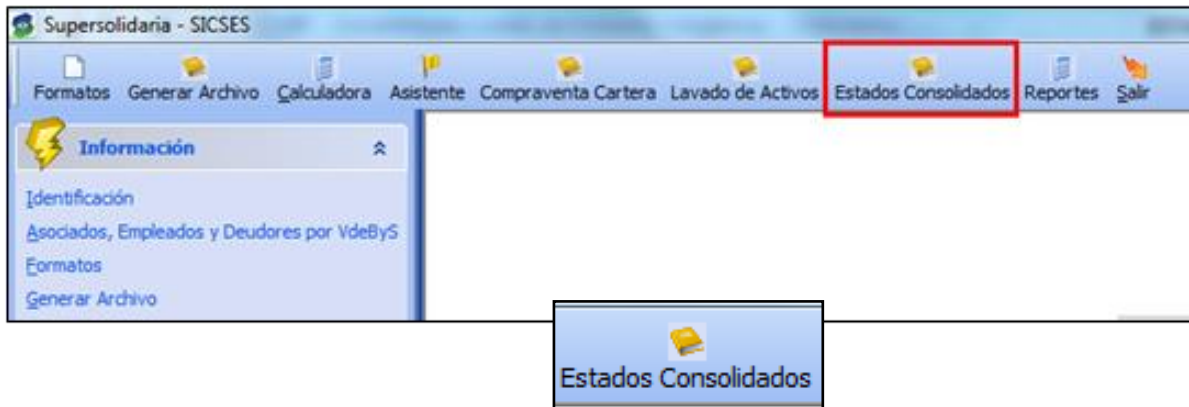 Supersolidaria - SICSES
Formatos Generar Archivo Calculadora Asistente Compraventa Cartera Lavado de Activos Estados Consolidados Reportes Salir
Información
Identificación
Asociados, Empleados y Deudores por VdeByS
Formatos
Generar Archivo
Estados Consolidados